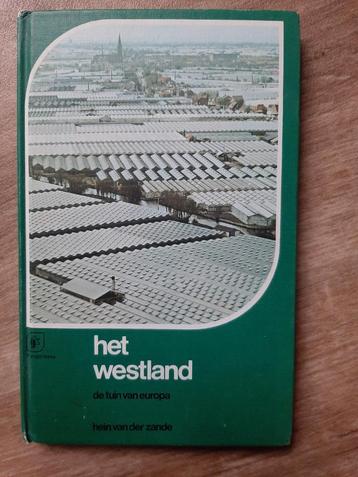 het
westland
de tuin van europa
hein van der zande